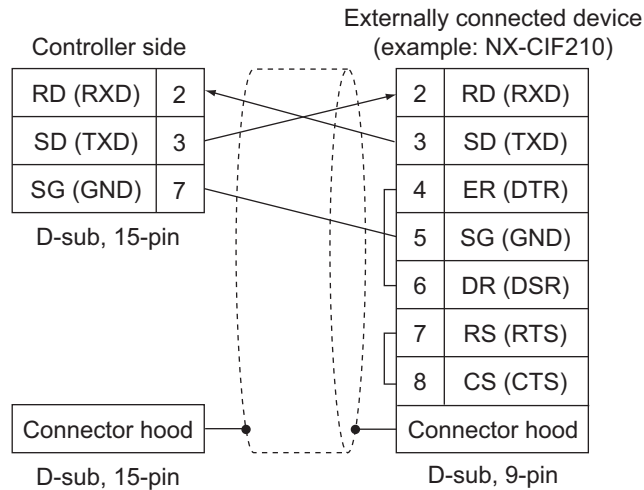 Externally connected device
(example: NX-CIF210)
Controller side
RD (RXD) 2
SD (TXD) 3
SG (GND) 7
D-sub, 15-pin
2 RD (RXD)
3 SD (TXD)
4 ER (DTR)
5 SG (GND)
6 DR (DSR)
7 RS (RTS)
8 CS (CTS)
Connector hood
D-sub, 15-pin
Connector hood
D-sub, 9-pin